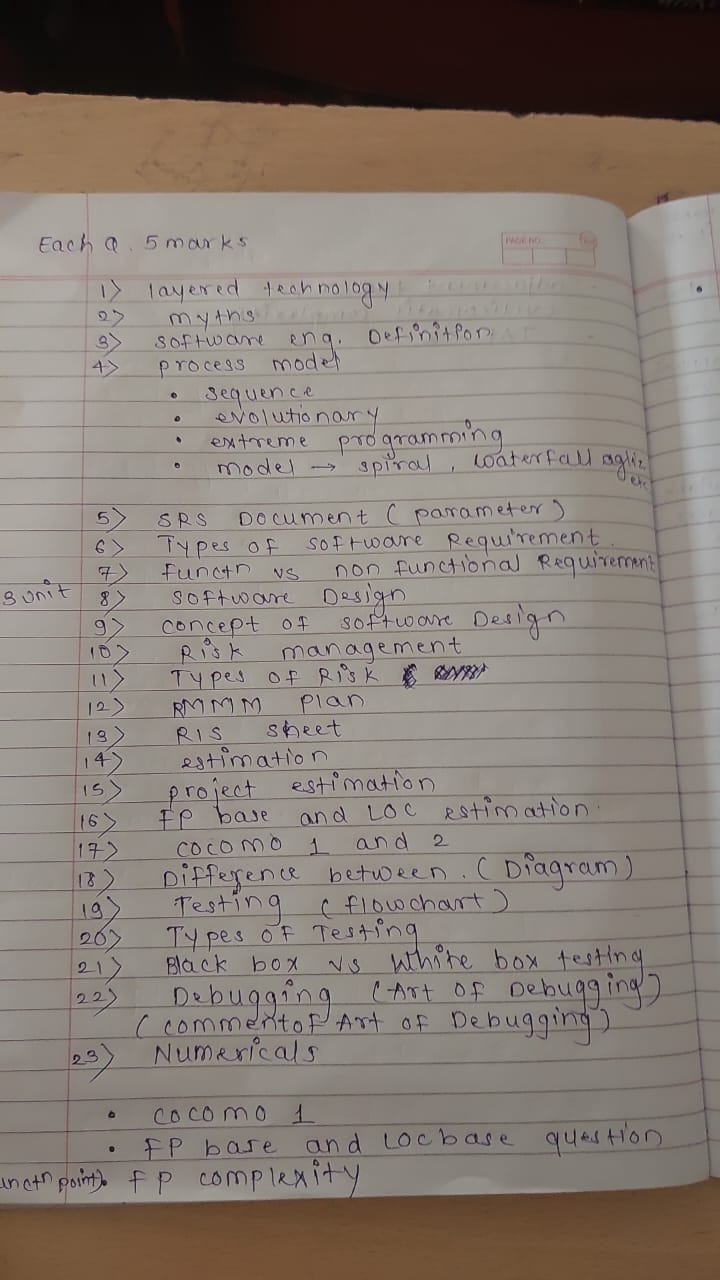 Each Q. 5 marks
PAGE NO.
1) layered technology
2) myths
3) software eng. Definition
4) process model
• sequence
• evolutionary
• extreme programming
• model → spiral, waterfall
etc
5) SRS Document (parameter)
6) Types of software Requirement
7) functn vs non functional Requirement
3 unit 8) software Design
9) concept of software Design
10) Risk management
11) Types of Risk
12) RMMM plan
13) RIS sheet
14) estimation
15) project estimation
16) FP base and LOC estimation
17) cocomo 1 and 2
18) Difference between. (Diagram)
19) Testing (flowchart)
20) Types of Testing
21) Black box vs White box testing
22) Debugging (Art of Debugging)
(comment of Art of Debugging)
23) Numericals
• cocomo 1
• FP base and LOC base question
point). FP complexity